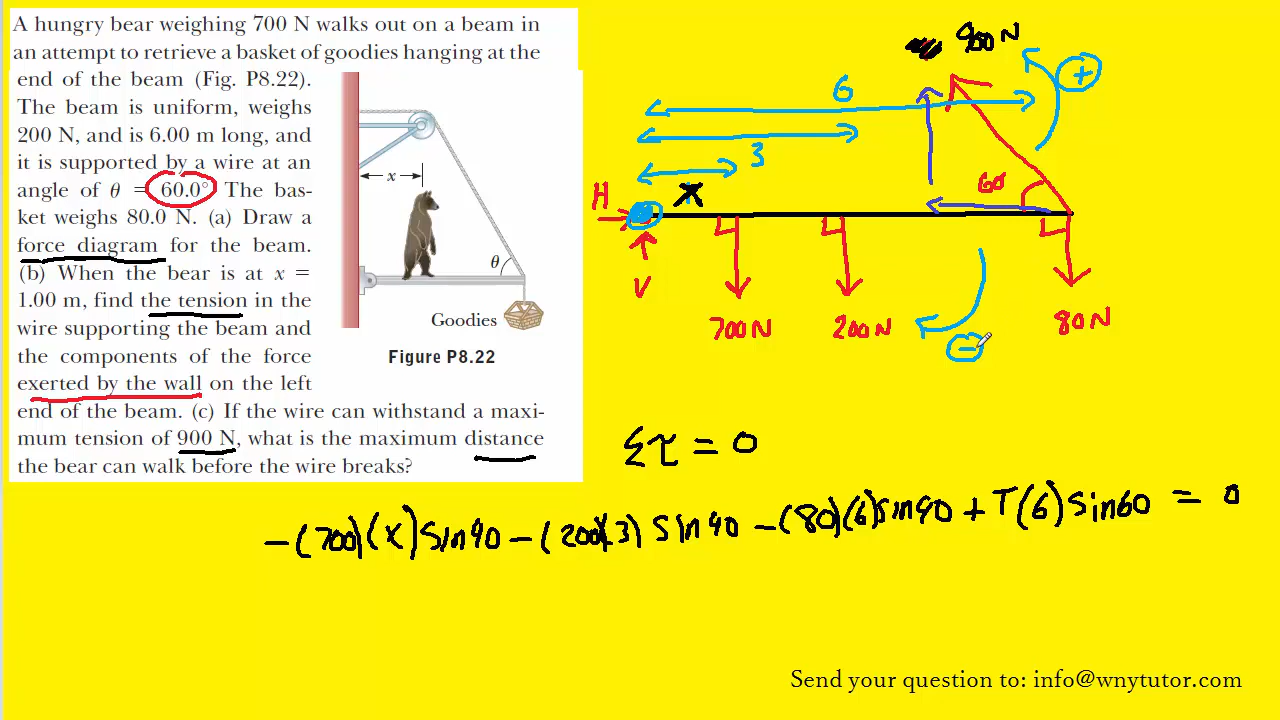 A hungry bear weighing 700 N walks out on a beam in
an attempt to retrieve a basket of goodies hanging at the
end of the beam (Fig. P8.22).
The beam is uniform, weighs
200 N, and is 6.00 m long, and
it is supported by a wire at an
angle of θ = 60.0° The bas-
ket weighs 80.0 N. (a) Draw a
force diagram for the beam.
(b) When the bear is at x =
1.00 m, find the tension in the
wire supporting the beam and
the components of the force
exerted by the wall on the left
end of the beam. (c) If the wire can withstand a maxi-
mum tension of 900 N, what is the maximum distance
the bear can walk before the wire breaks?
x
θ
Goodies
Figure P8.22
900 N
+
6
3
x
60
H
V
700N
200N
80N
−
Στ = 0
−(700)(x)sin90 −(200)(3) sin90 −(80)(6)sin90 + T(6)sin60 = 0
Send your question to: info@wnytutor.com